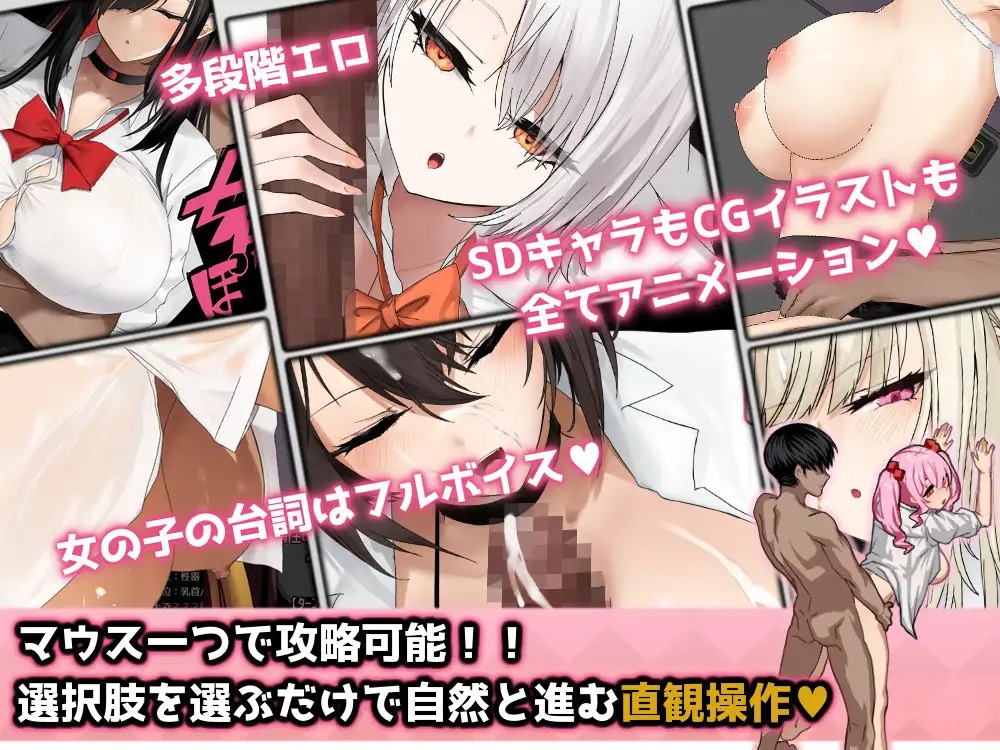 多段階エロ
SDキャラもCGイラストも
全てアニメーション♥
女の子の台詞はフルボイス♥
マウス一つで攻略可能！！
選択肢を選ぶだけで自然と進む直観操作♥